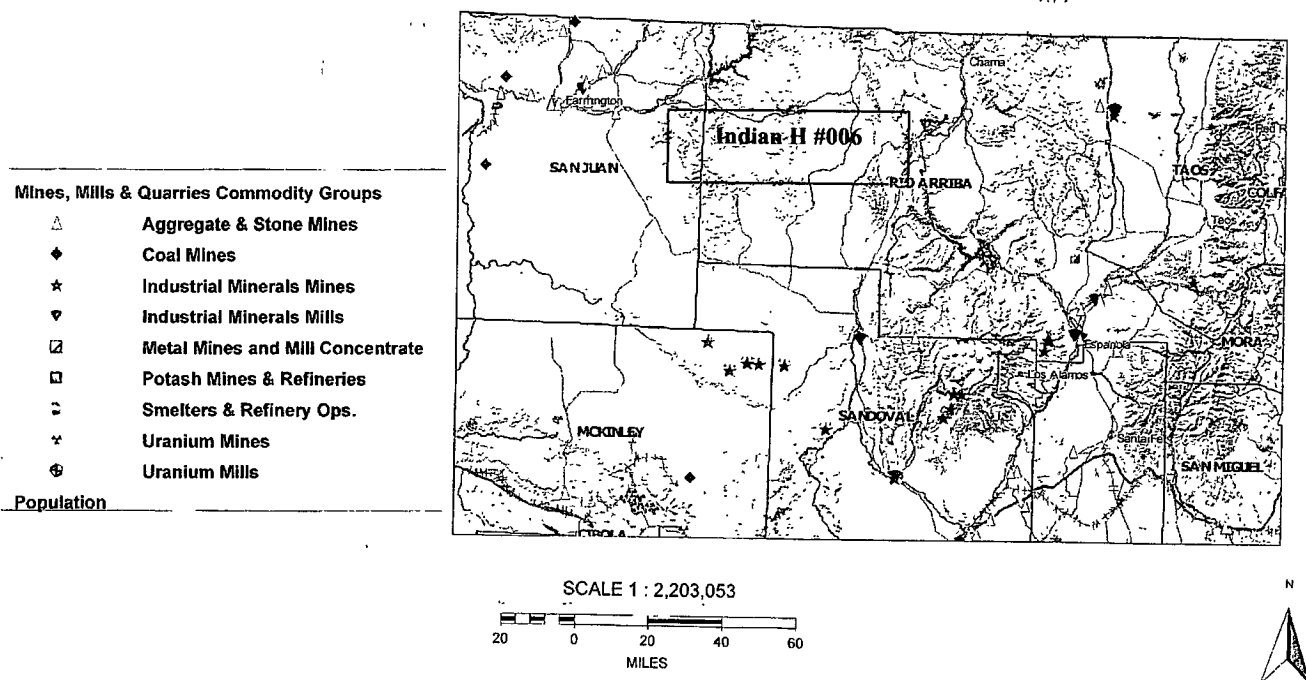 Mines, Mills & Quarries Commodity Groups
Aggregate & Stone Mines
Coal Mines
Industrial Minerals Mines
Industrial Minerals Mills
Metal Mines and Mill Concentrate
Potash Mines & Refineries
Smelters & Refinery Ops.
Uranium Mines
Uranium Mills
Population
Chama
Farmington
Indian H #006
SAN JUAN
RIO ARRIBA
TAOS
COLFA
Taos
MORA
Espanola
Los Alamos
SANDOVAL
MCKINLEY
Santa Fe
SAN MIGUEL
SCALE 1 : 2,203,053
20 0 20 40 60
MILES
N